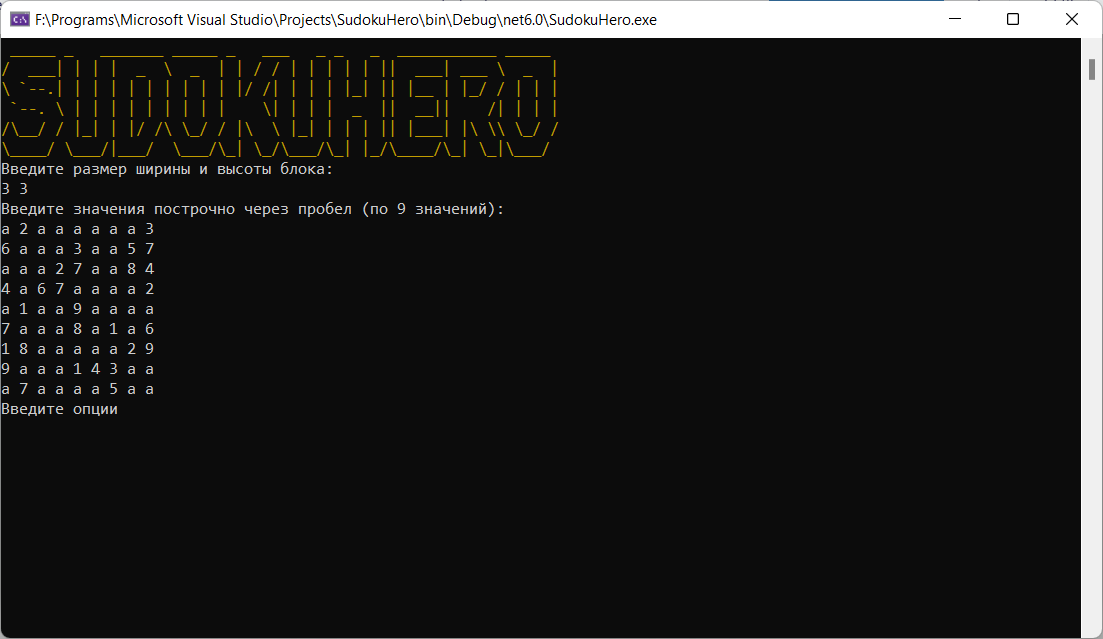 F:\Programs\Microsoft Visual Studio\Projects\SudokuHero\bin\Debug\net6.0\SudokuHero.exe
SUDOKUHERO
Введите размер ширины и высоты блока:
3 3
Введите значения построчно через пробел (по 9 значений):
a 2 a a a a a a 3
6 a a a 3 a a 5 7
a a a 2 7 a a 8 4
4 a 6 7 a a a a 2
a 1 a a 9 a a a a
7 a a a 8 a 1 a 6
1 8 a a a a a 2 9
9 a a a 1 4 3 a a
a 7 a a a a 5 a a
Введите опции